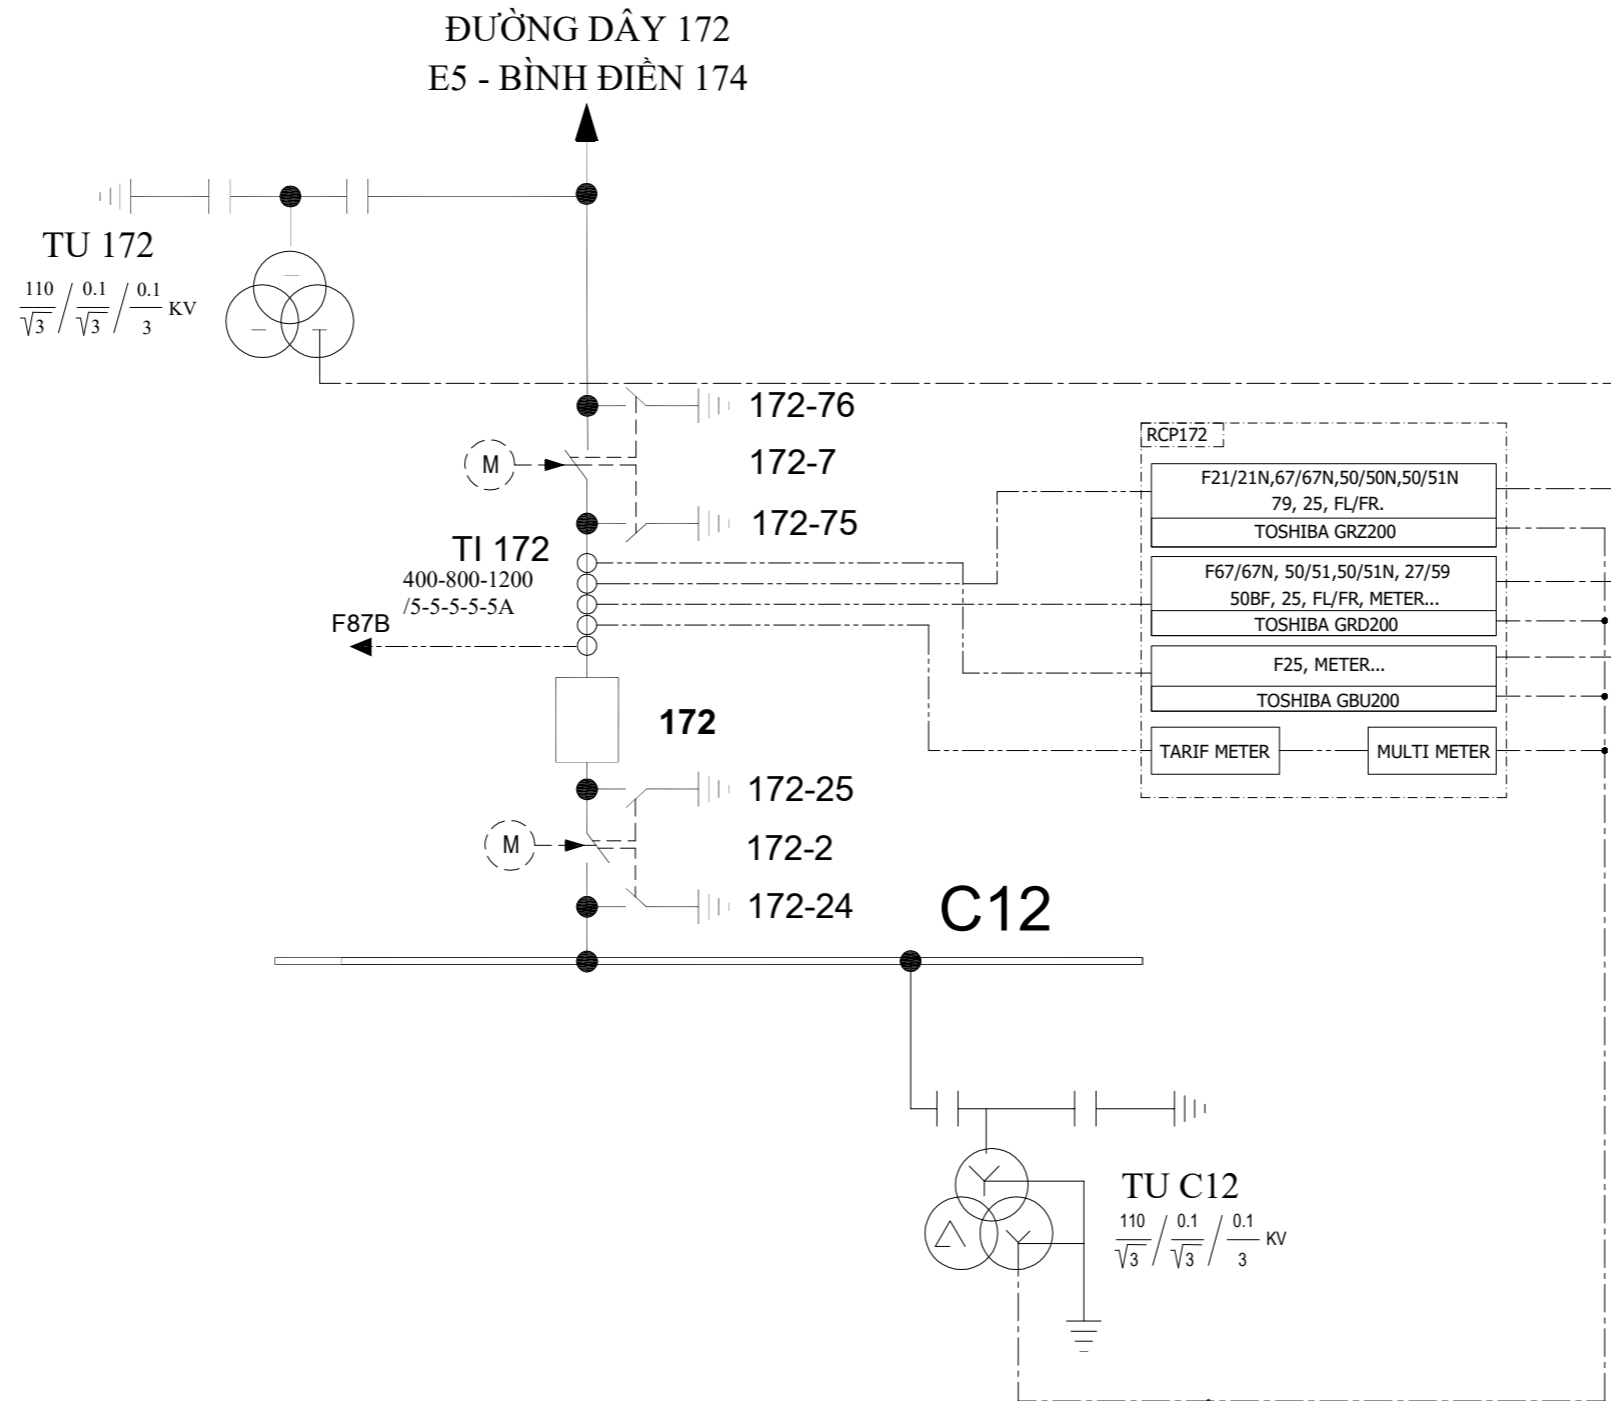 ĐƯỜNG DÂY 172
E5 - BÌNH ĐIỀN 174
TU 172
110/√3 / 0.1/√3 / 0.1/3 KV
172-76
M
172-7
172-75
TI 172
400-800-1200
/5-5-5-5-5A
F87B
172
172-25
M
172-2
172-24
C12
RCP172
F21/21N,67/67N,50/50N,50/51N
79, 25, FL/FR.
TOSHIBA GRZ200
F67/67N, 50/51,50/51N, 27/59
50BF, 25, FL/FR, METER...
TOSHIBA GRD200
F25, METER...
TOSHIBA GBU200
TARIF METER
MULTI METER
TU C12
110/√3 / 0.1/√3 / 0.1/3 KV